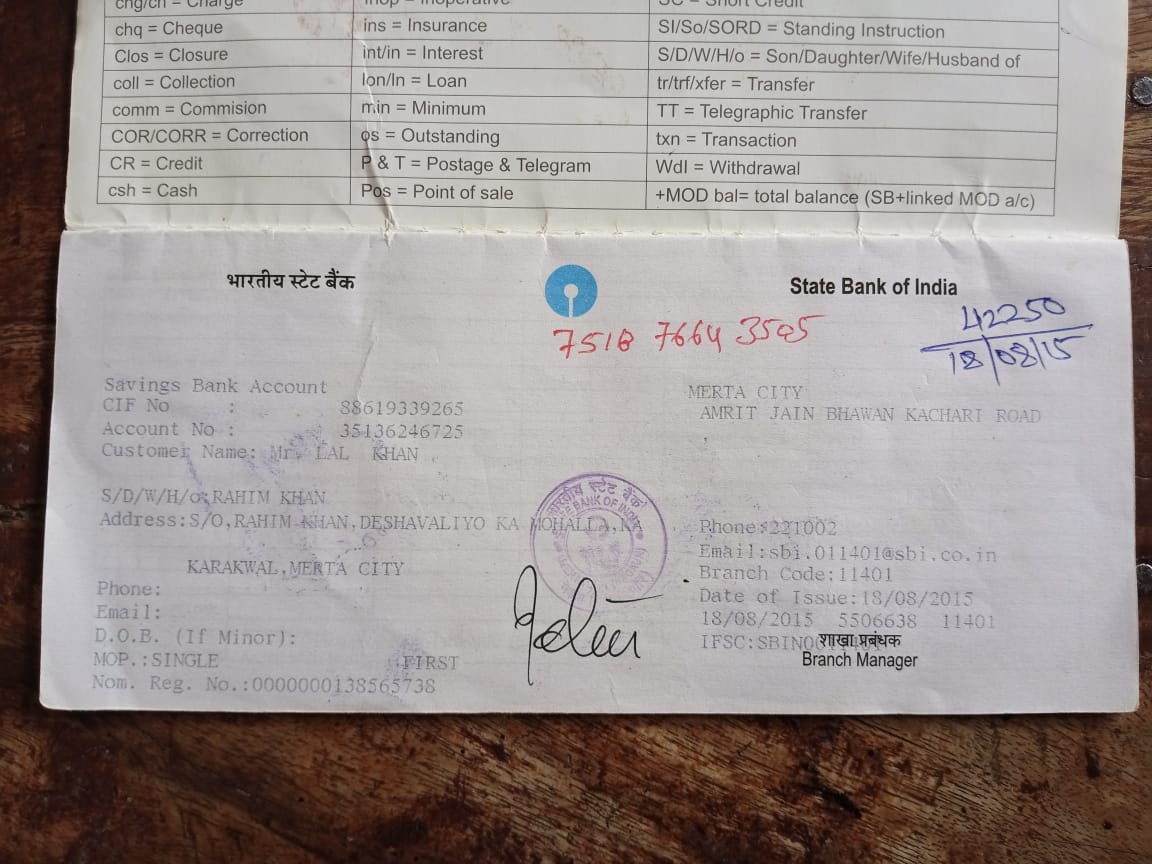 chg/ch = Charge inop = Inoperative SC = Short Credit
chq = Cheque ins = Insurance SI/So/SORD = Standing Instruction
Clos = Closure int/in = Interest S/D/W/H/o = Son/Daughter/Wife/Husband of
coll = Collection lon/ln = Loan tr/trf/xfer = Transfer
comm = Commision min = Minimum TT = Telegraphic Transfer
COR/CORR = Correction os = Outstanding txn = Transaction
CR = Credit P & T = Postage & Telegram Wdl = Withdrawal
csh = Cash Pos = Point of sale +MOD bal= total balance (SB+linked MOD a/c)
भारतीय स्टेट बैंक State Bank of India
7518 7664 3505
42250
18/08/15
Savings Bank Account
CIF No : 88619339265
Account No : 35136246725
Customer Name: Mr. LAL KHAN
S/D/W/H/o:RAHIM KHAN
Address:S/O,RAHIM KHAN,DESHAVALIYO KA MOHALLA,KA
KARAKWAL,MERTA CITY
Phone:
Email:
D.O.B. (If Minor):
MOP.:SINGLE FIRST
Nom. Reg. No.:0000000138565738
भारतीय स्टेट बैंक
STATE BANK OF INDIA
MERTA CITY
AMRIT JAIN BHAWAN KACHARI ROAD
Phone:221002
Email:sbi.011401@sbi.co.in
Branch Code:11401
Date of Issue:18/08/2015
18/08/2015 5506638 11401
IFSC:
शाखा प्रबंधक
Branch Manager